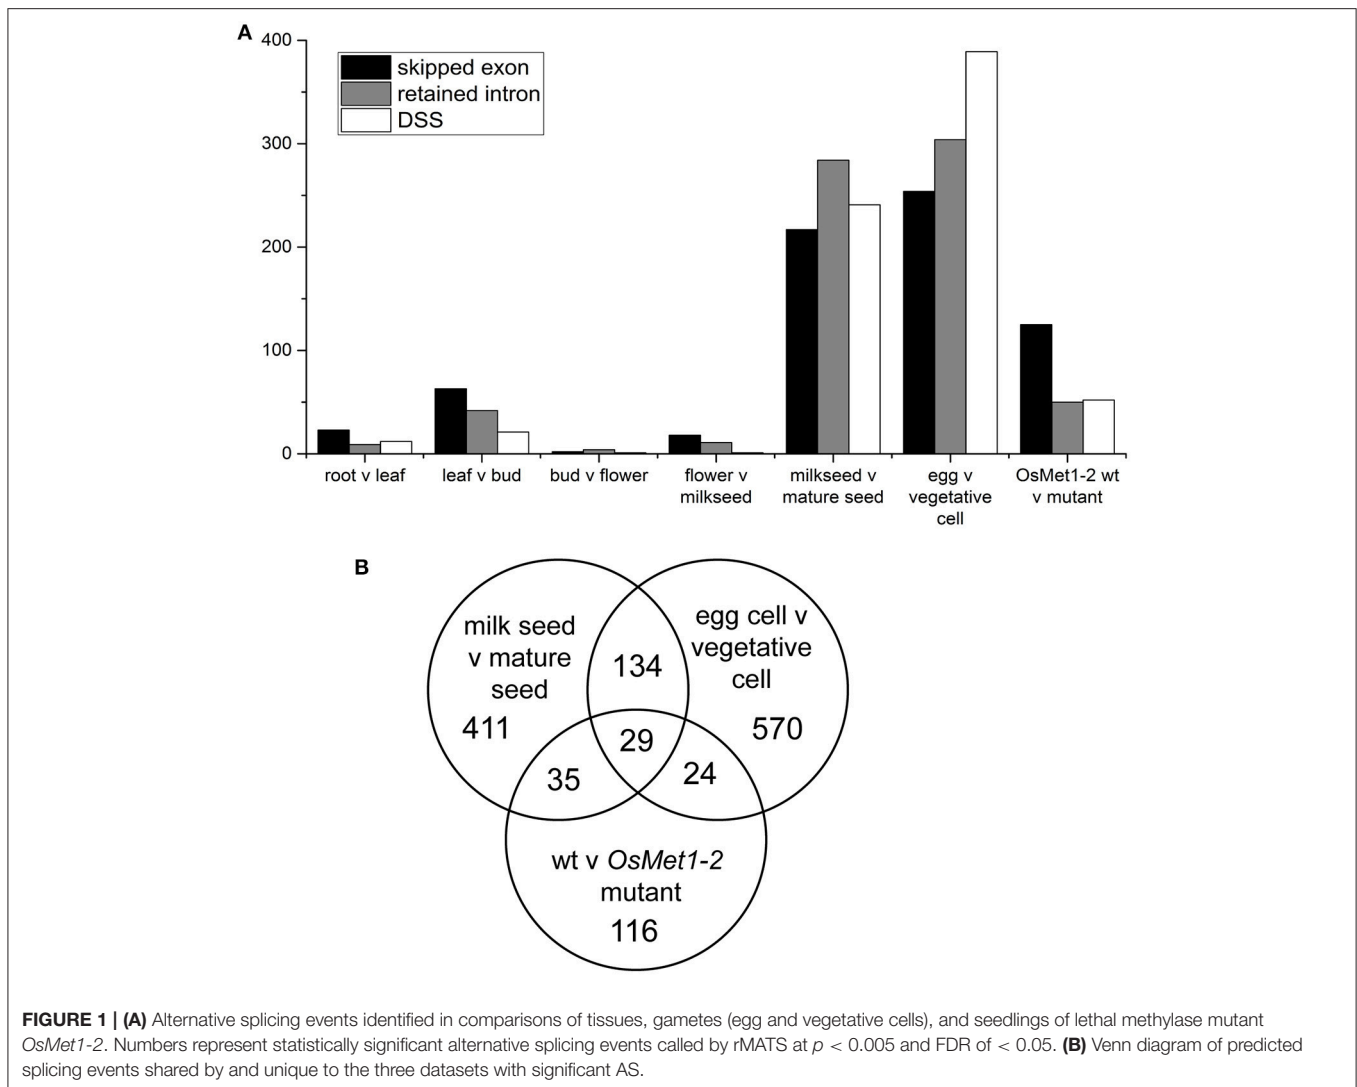 A
400
300
200
100
0
skipped exon
retained intron
DSS
root v leaf
leaf v bud
bud v flower
flower v
milkseed
milkseed v
mature seed
egg v
vegetative
cell
OsMet1-2 wt
v mutant
B
milk seed
v mature
seed
411
134
egg cell v
vegetative
cell
570
29
35
24
wt v OsMet1-2
mutant
116
FIGURE 1 | (A) Alternative splicing events identified in comparisons of tissues, gametes (egg and vegetative cells), and seedlings of lethal methylase mutant
OsMet1-2. Numbers represent statistically significant alternative splicing events called by rMATS at p < 0.005 and FDR of < 0.05. (B) Venn diagram of predicted
splicing events shared by and unique to the three datasets with significant AS.